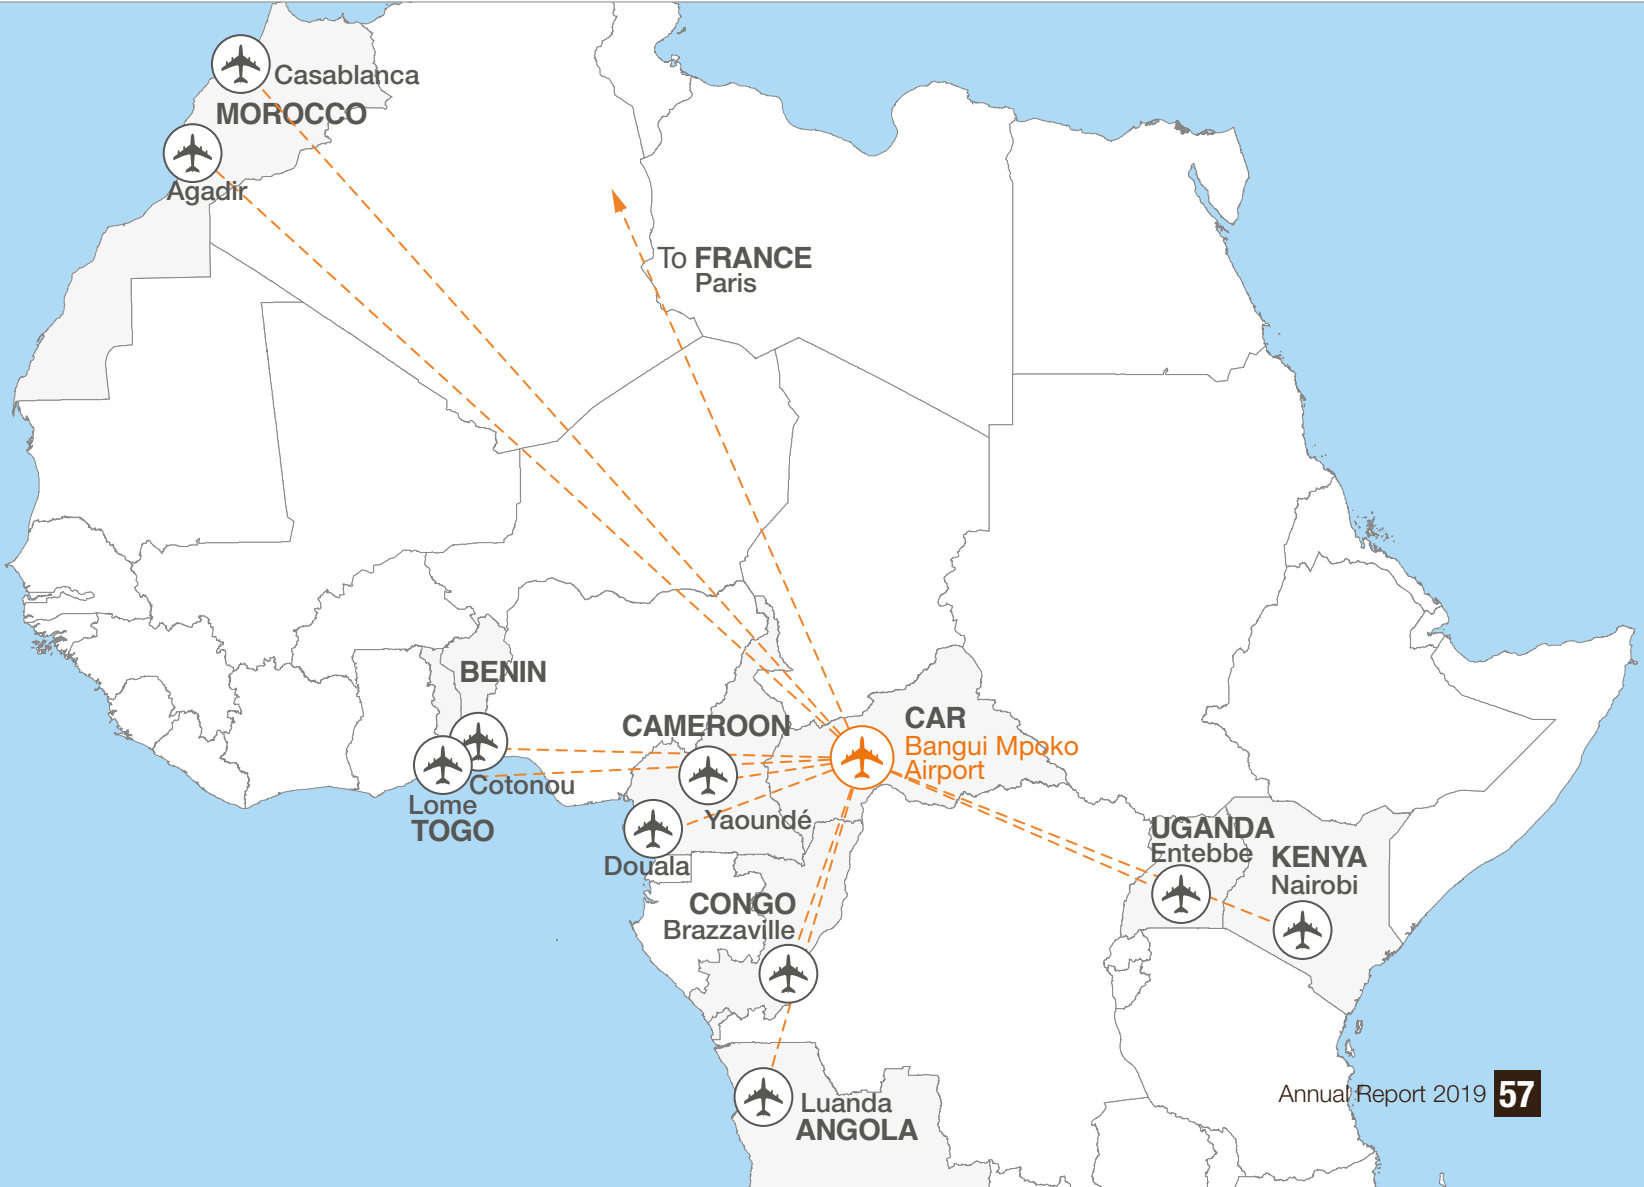 Casablanca
MOROCCO
Agadir
To FRANCE
Paris
BENIN
CAMEROON
CAR
Bangui Mpoko
Airport
Cotonou
Lome
TOGO
Yaoundé
Douala
UGANDA
Entebbe
KENYA
Nairobi
CONGO
Brazzaville
Luanda
ANGOLA
Annual Report 2019 57